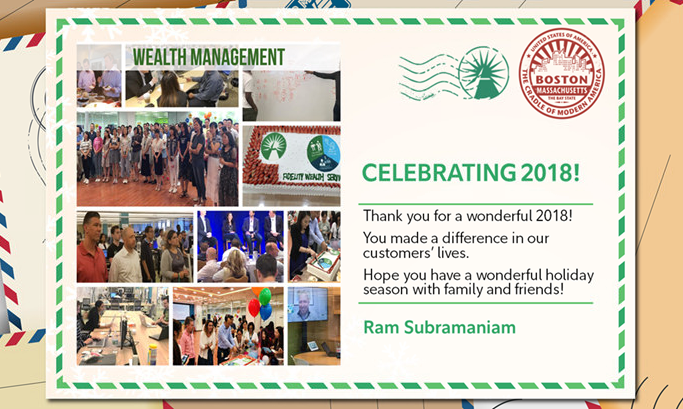 WEALTH MANAGEMENT
FIDELITY WEALTH
UNITED STATES OF AMERICA
BOSTON
MASSACHUSETTS
THE BAY STATE
THE CRADLE OF MODERN AMERICA
CELEBRATING 2018!
Thank you for a wonderful 2018!
You made a difference in our
customers' lives.
Hope you have a wonderful holiday
season with family and friends!
Ram Subramaniam